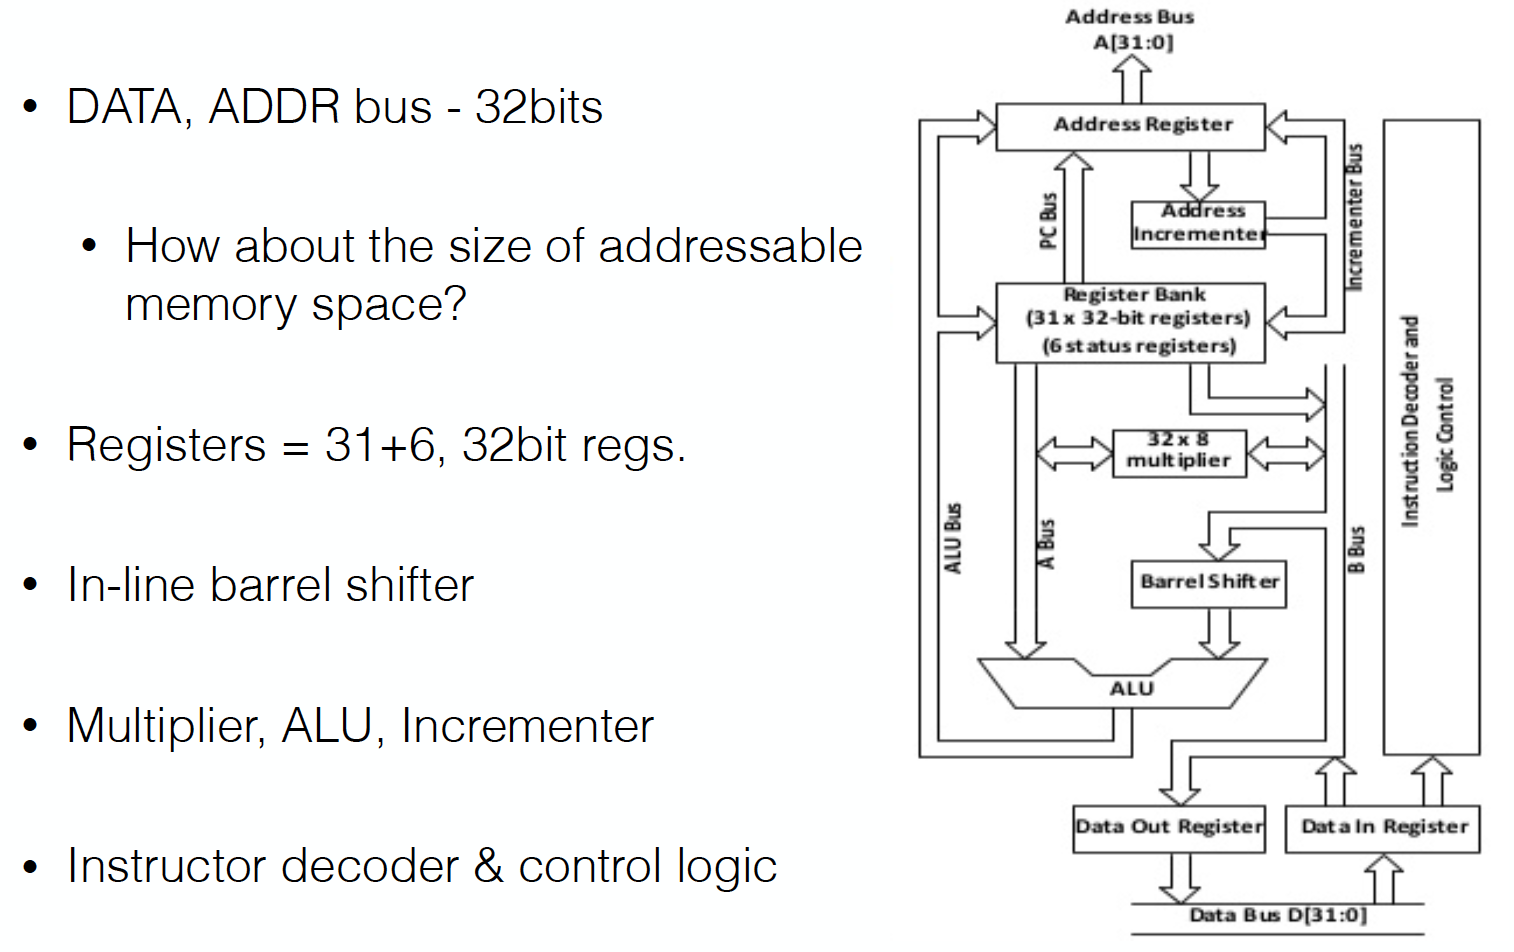 • DATA, ADDR bus - 32bits
• How about the size of addressable
memory space?
• Registers = 31+6, 32bit regs.
• In-line barrel shifter
• Multiplier, ALU, Incrementer
• Instructor decoder & control logic
Address Bus
A[31:0]
Address Register
Address
Incrementer
PC Bus
Incrementer Bus
Register Bank
(31 x 32-bit registers)
(6 status registers)
Instruction Decoder and
Logic Control
32 x 8
multiplier
ALU Bus
A Bus
B Bus
Barrel Shifter
ALU
Data Out Register
Data In Register
Data Bus D[31:0]